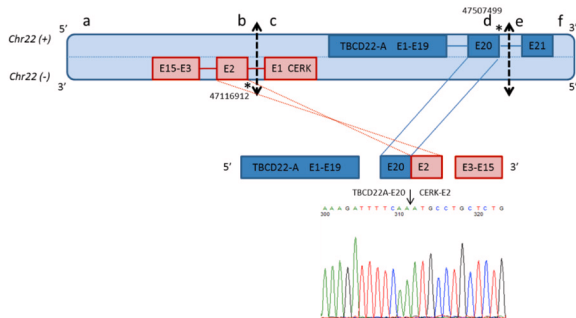 47507499
5' a b c d * e f 3'
Chr22 (+)
TBCD22-A E1-E19 E20 E21
Chr22 (-)
E15-E3 E2 E1 CERK
3' * 5'
47116912
5' TBCD22-A E1-E19 E20 E2 E3-E15 3'
TBCD22A-E20 CERK-E2
A A A G A T T T T C A A A T G C C T G C T C T G
300 310 320